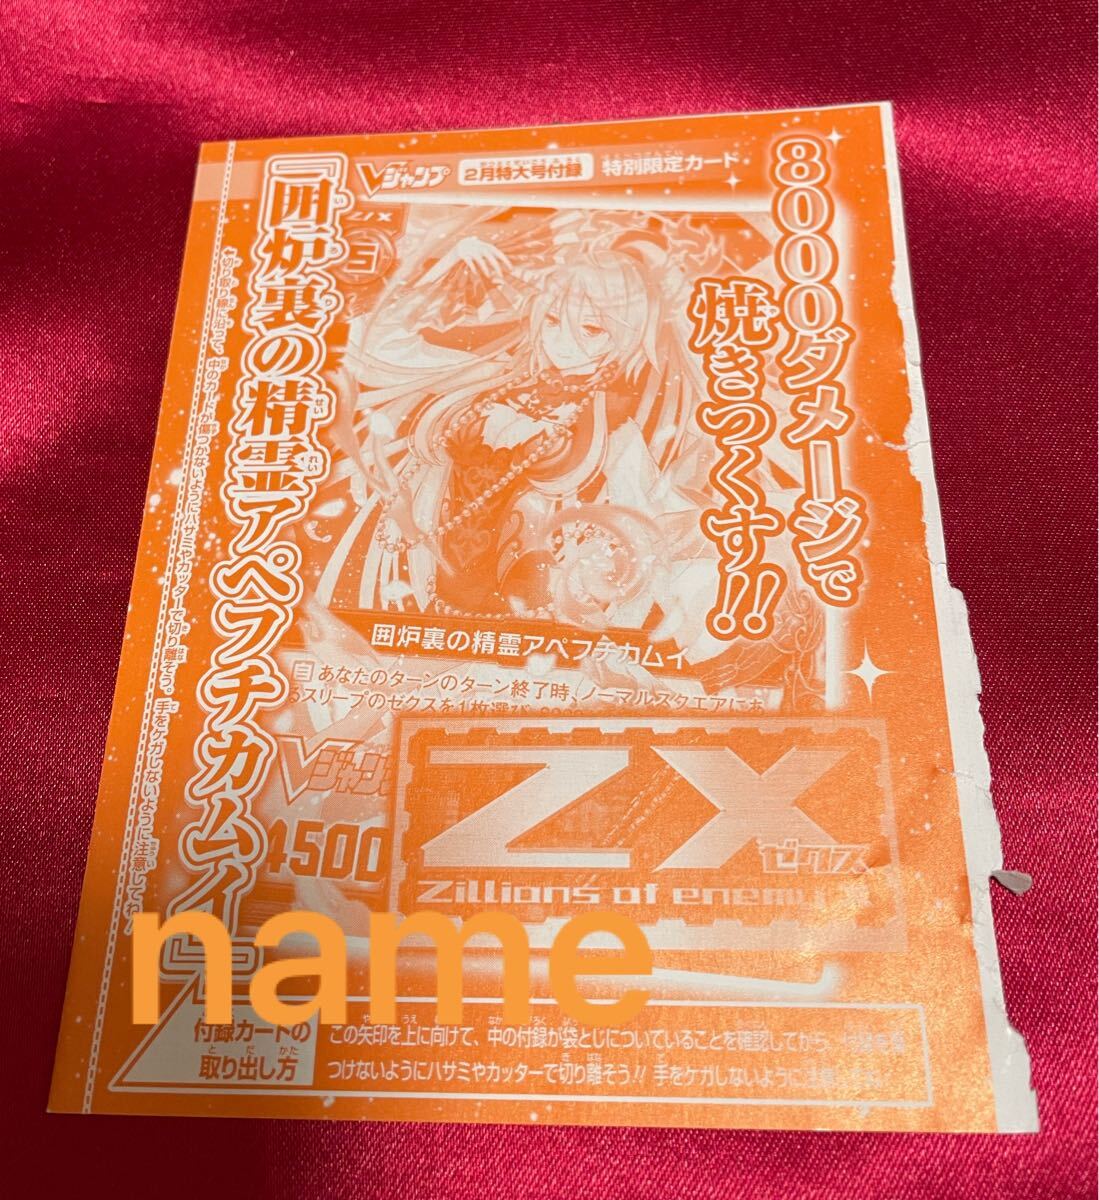 Vジャンプ 2月特大号付録 特別限定カード
8000ダメージで
焼きつくす!!
『囲炉裏の精霊アペフチカムイ』
切り取り線に沿って、中のカードが傷つかないようにハサミやカッターで切り離そう。手をケガしないように注意してね!
Z/X
5
囲炉裏の精霊アペフチカムイ
自 あなたのターンのターン終了時、ノーマルスクエアにあ
るスリープのゼクスを1枚選び
Vジャンプ
4500
Z/X
ゼクス
Zillions of enemy X
name
付録カードの
取り出し方
この矢印を上に向けて、中の付録が袋とじについていることを確認してから、付録を傷
つけないようにハサミやカッターで切り離そう!! 手をケガしないように注意